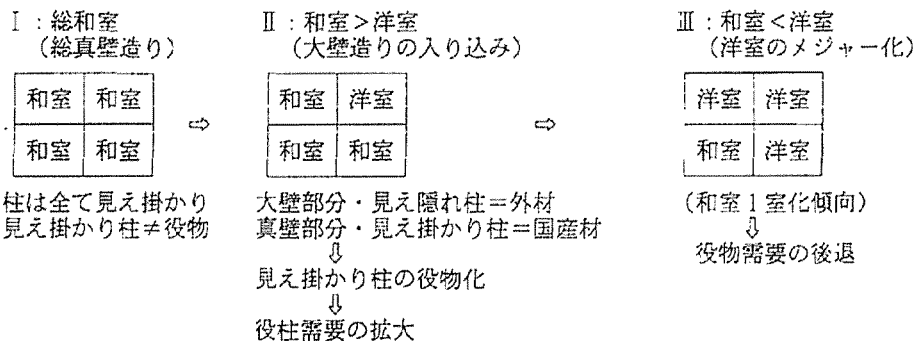 Ⅰ：総和室
（総真壁造り）
和室 和室
和室 和室
柱は全て見え掛かり
見え掛かり柱≠役物
⇨
Ⅱ：和室＞洋室
（大壁造りの入り込み）
和室 洋室
和室 和室
大壁部分・見え隠れ柱＝外材
真壁部分・見え掛かり柱＝国産材
⇩
見え掛かり柱の役物化
⇩
役柱需要の拡大
⇨
Ⅲ：和室＜洋室
（洋室のメジャー化）
洋室 洋室
和室 洋室
（和室１室化傾向）
⇩
役物需要の後退